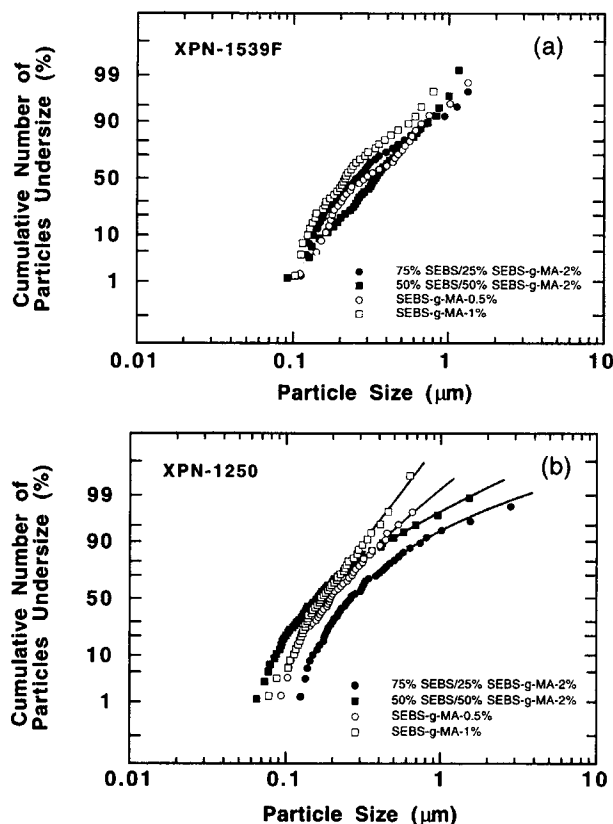 XPN-1539F
(a)
Cumulative Number of
Particles Undersize (%)
99
90
50
10
1
75% SEBS/25% SEBS-g-MA-2%
50% SEBS/50% SEBS-g-MA-2%
SEBS-g-MA-0.5%
SEBS-g-MA-1%
0.01
0.1
1
10
Particle Size (μm)
XPN-1250
(b)
Cumulative Number of
Particles Undersize (%)
99
90
50
10
1
75% SEBS/25% SEBS-g-MA-2%
50% SEBS/50% SEBS-g-MA-2%
SEBS-g-MA-0.5%
SEBS-g-MA-1%
0.01
0.1
1
10
Particle Size (μm)